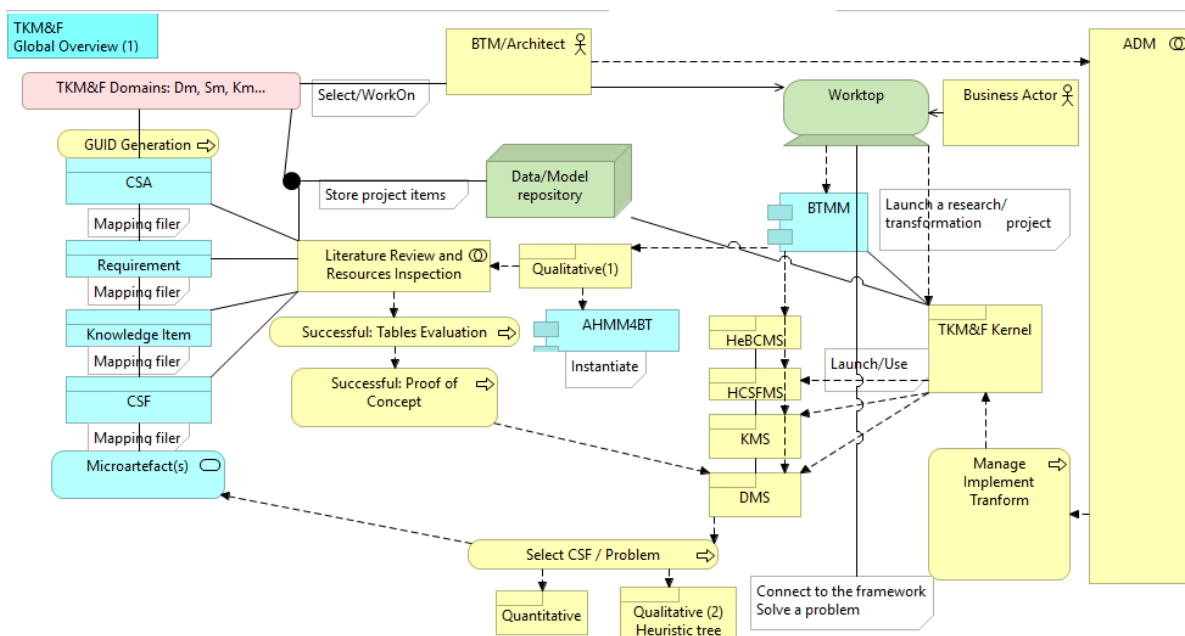 TKM&F
Global Overview (1)
BTM/Architect
ADM
TKM&F Domains: Dm, Sm, Km...
Select/WorkOn
Worktop
Business Actor
GUID Generation
CSA
Store project items
Data/Model
repository
BTMM
Launch a research/
transformation project
Mapping filer
Requirement
Literature Review and
Resources Inspection
Qualitative(1)
Mapping filer
Knowledge Item
Successful: Tables Evaluation
AHMM4BT
HeBCMS
TKM&F Kernel
Mapping filer
Instantiate
Launch/Use
CSF
Successful: Proof of
Concept
HCSFMS
KMS
Mapping filer
Microartefact(s)
DMS
Manage
Implement
Tranform
Select CSF / Problem
Connect to the framework
Solve a problem
Quantitative
Qualitative (2)
Heuristic tree